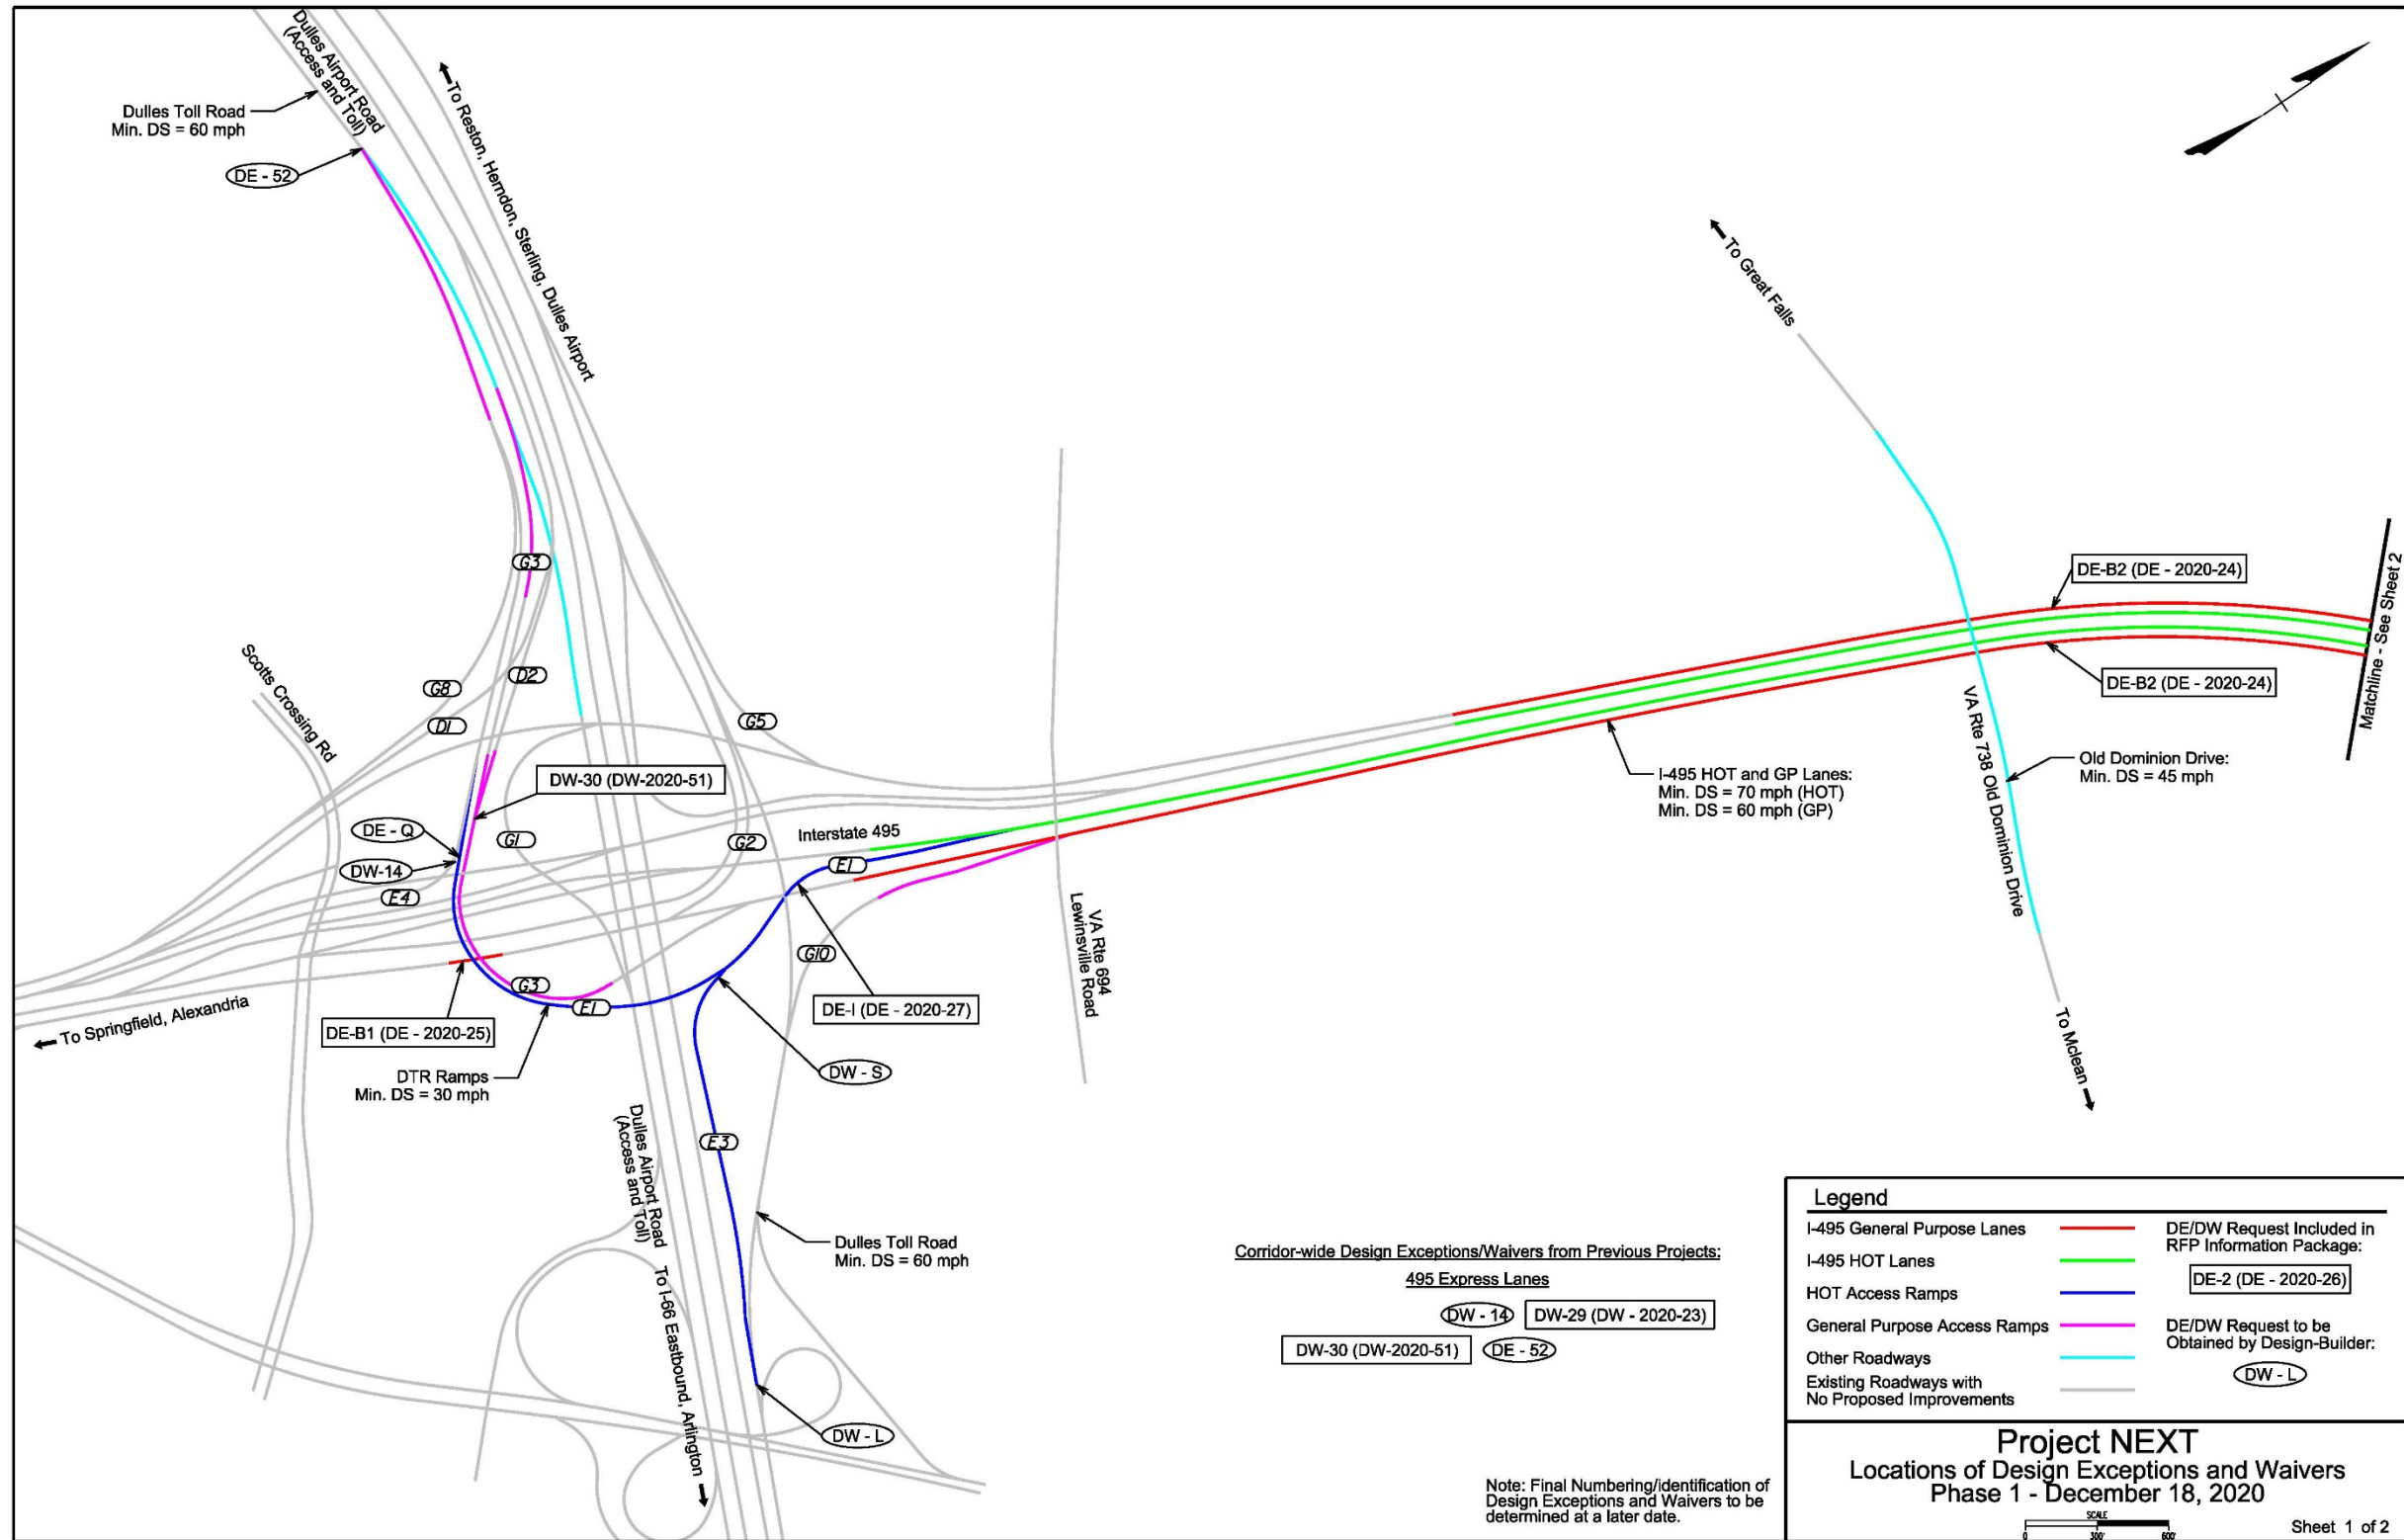 Dulles Airport Road
(Access and Toll)
Dulles Toll Road
Min. DS = 60 mph
DE - 52
To Reston, Herndon, Sterling, Dulles Airport
To Great Falls
G3
DE-B2 (DE - 2020-24)
Matchline - See Sheet 2
Scotts Crossing Rd
G8
D2
D1
G5
DE-B2 (DE - 2020-24)
VA Rte 738 Old Dominion Drive
Old Dominion Drive:
Min. DS = 45 mph
I-495 HOT and GP Lanes:
Min. DS = 70 mph (HOT)
Min. DS = 60 mph (GP)
DW-30 (DW-2020-51)
DE - Q
DW-14
G1
G2
Interstate 495
E1
E4
VA Rte 694
Lewinsville Road
G10
G3
E1
DE-I (DE - 2020-27)
To Springfield, Alexandria
DE-B1 (DE - 2020-25)
DTR Ramps
Min. DS = 30 mph
DW - S
To Mclean
Dulles Airport Road
(Access and Toll)
E3
Dulles Toll Road
Min. DS = 60 mph
To I-66 Eastbound, Arlington
DW - L
Corridor-wide Design Exceptions/Waivers from Previous Projects:
495 Express Lanes
DW - 14 DW-29 (DW - 2020-23)
DW-30 (DW-2020-51) DE - 52
Note: Final Numbering/identification of
Design Exceptions and Waivers to be
determined at a later date.
Legend
I-495 General Purpose Lanes
I-495 HOT Lanes
HOT Access Ramps
General Purpose Access Ramps
Other Roadways
Existing Roadways with
No Proposed Improvements
DE/DW Request Included in
RFP Information Package:
DE-2 (DE - 2020-26)
DE/DW Request to be
Obtained by Design-Builder:
DW - L
Project NEXT
Locations of Design Exceptions and Waivers
Phase 1 - December 18, 2020
SCALE
0 300' 600'
Sheet 1 of 2